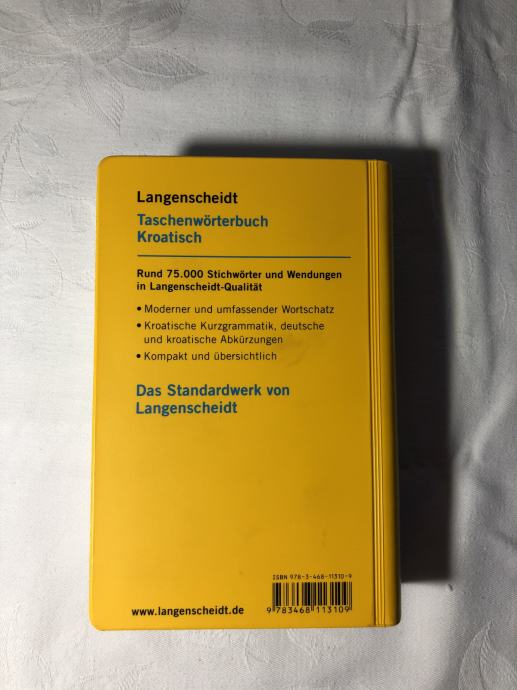 Langenscheidt
Taschenwörterbuch
Kroatisch
Rund 75.000 Stichwörter und Wendungen
in Langenscheidt-Qualität
• Moderner und umfassender Wortschatz
• Kroatische Kurzgrammatik, deutsche
und kroatische Abkürzungen
• Kompakt und übersichtlich
Das Standardwerk von
Langenscheidt
ISBN 978-3-468-11310-9
9 783468 113109
www.langenscheidt.de